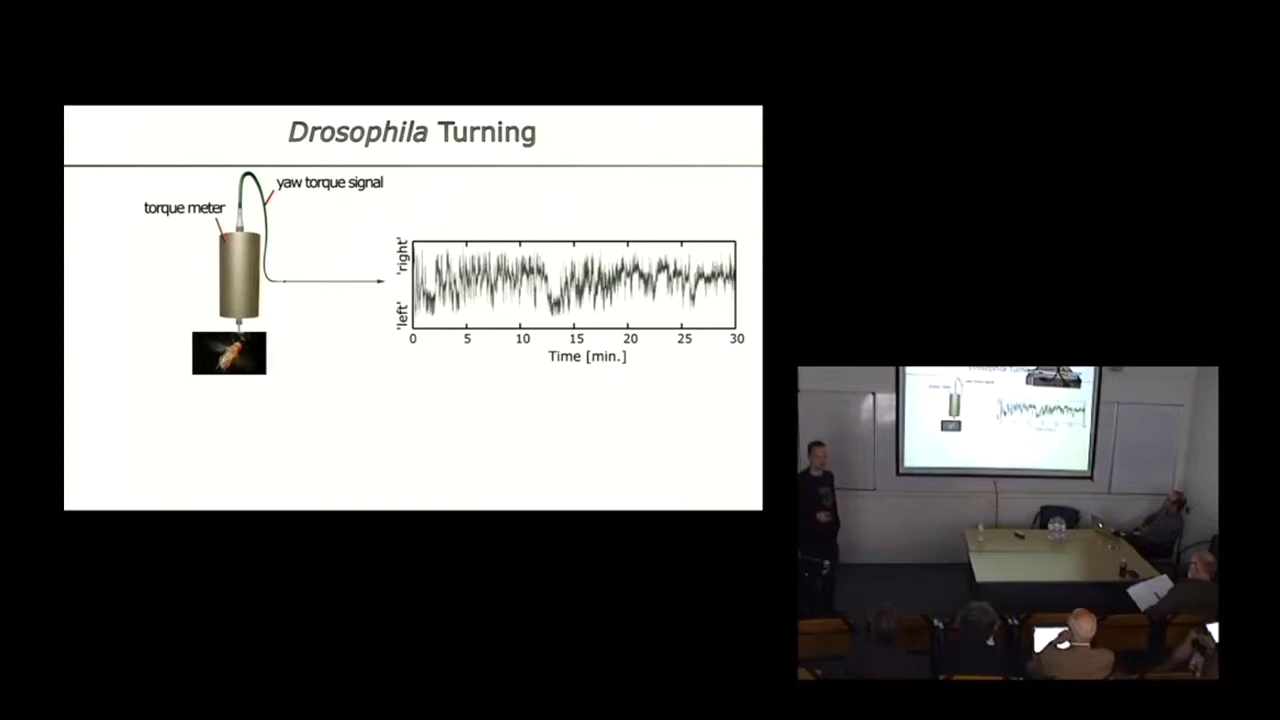 Drosophila Turning
yaw torque signal
torque meter
'right'
'left'
0 5 10 15 20 25 30
Time [min.]